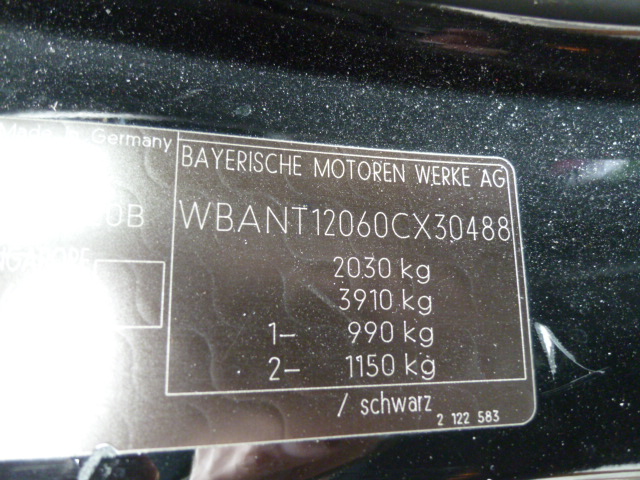 Made in Germany
BAYERISCHE MOTOREN WERKE AG
0B WBANT12060CX30488
2030 kg
3910 kg
1– 990 kg
2– 1150 kg
/ schwarz
2 122 583